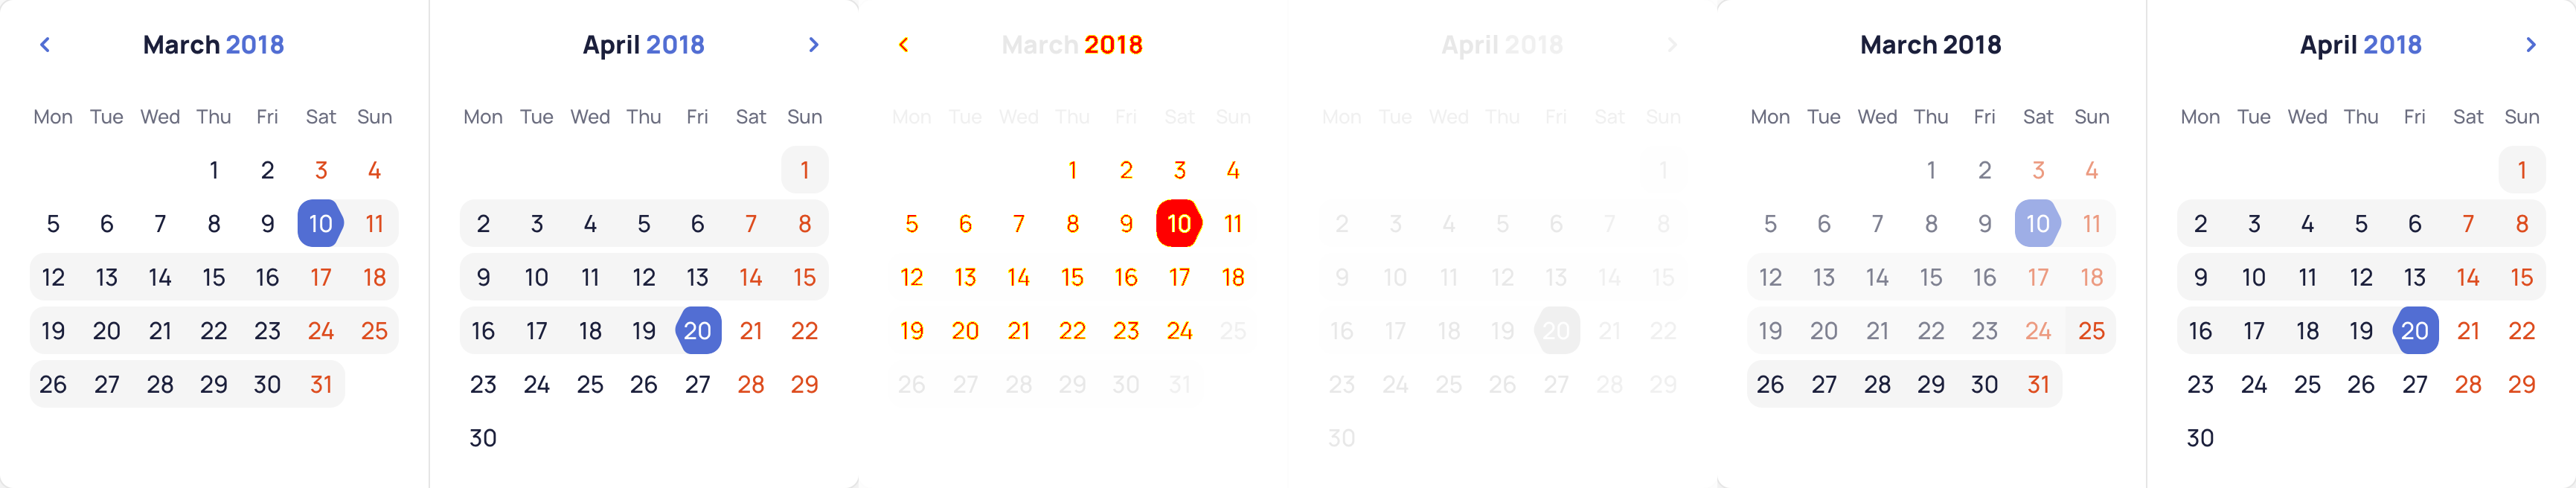 March 2018 April 2018 March 2018 April 2018 March 2018 April 2018
Mon Tue Wed Thu Fri Sat Sun Mon Tue Wed Thu Fri Sat Sun Mon Tue Wed Thu Fri Sat Sun Mon Tue Wed Thu Fri Sat Sun Mon Tue Wed Thu Fri Sat Sun Mon Tue Wed Thu Fri Sat Sun
1 2 3 4 1 1 2 3 4 1 1 2 3 4 1
5 6 7 8 9 10 11 2 3 4 5 6 7 8 5 6 7 8 9 10 11 2 3 4 5 6 7 8 5 6 7 8 9 10 11 2 3 4 5 6 7 8
12 13 14 15 16 17 18 9 10 11 12 13 14 15 12 13 14 15 16 17 18 9 10 11 12 13 14 15 12 13 14 15 16 17 18 9 10 11 12 13 14 15
19 20 21 22 23 24 25 16 17 18 19 20 21 22 19 20 21 22 23 24 25 16 17 18 19 20 21 22 19 20 21 22 23 24 25 16 17 18 19 20 21 22
26 27 28 29 30 31 23 24 25 26 27 28 29 26 27 28 29 30 31 23 24 25 26 27 28 29 26 27 28 29 30 31 23 24 25 26 27 28 29
30 30 30